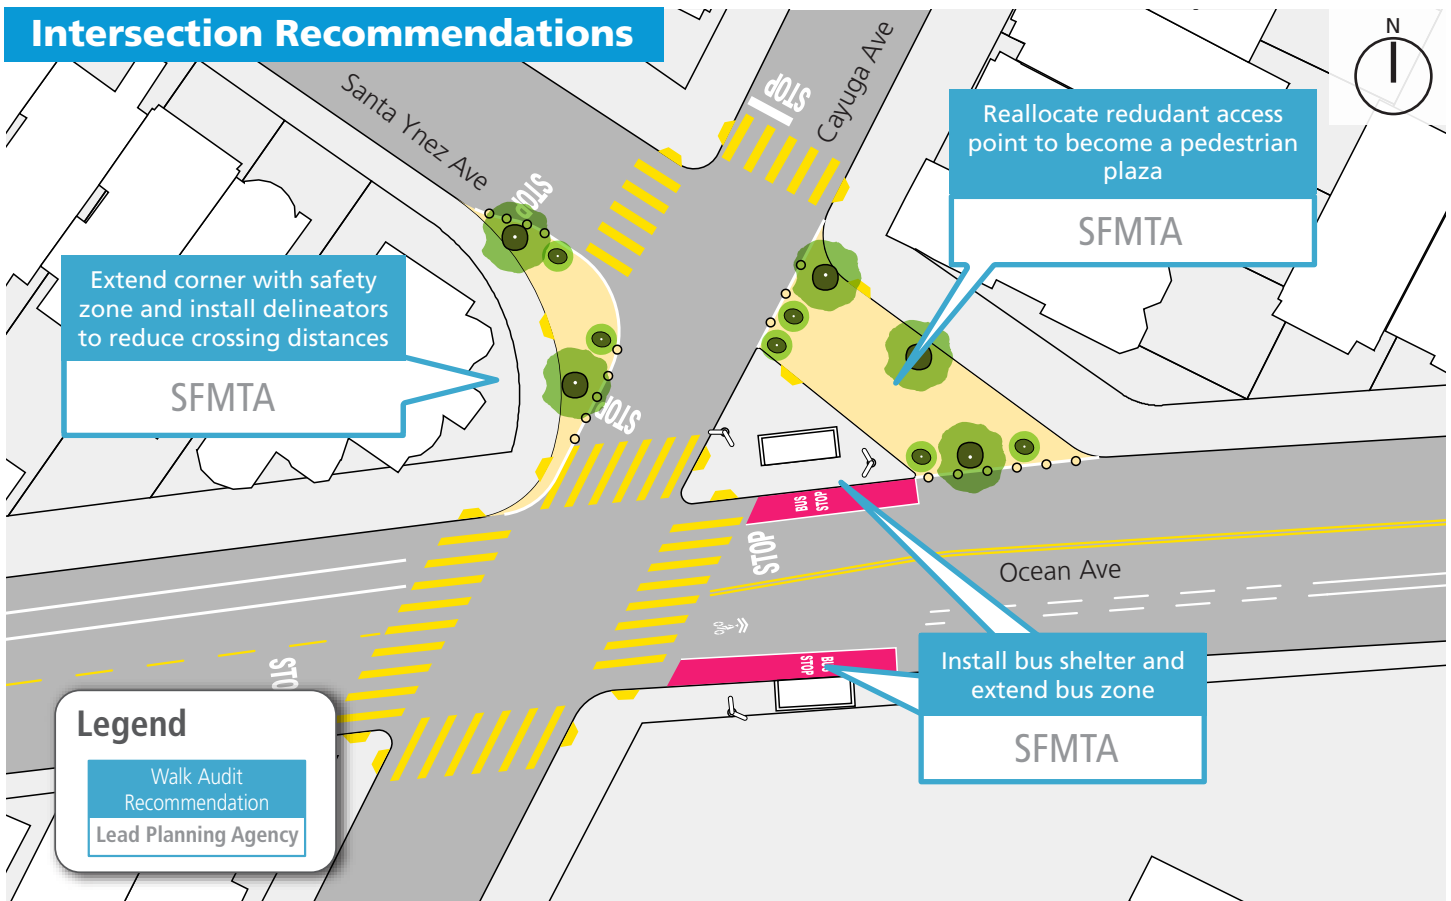 Intersection Recommendations
N
Santa Ynez Ave
Cayuga Ave
STOP
STOP
Reallocate redudant access
point to become a pedestrian
plaza
SFMTA
Extend corner with safety
zone and install delineators
to reduce crossing distances
SFMTA
STOP
BUS
STOP
STOP
Ocean Ave
BUS
STOP
STOP
Install bus shelter and
extend bus zone
SFMTA
Legend
Walk Audit
Recommendation
Lead Planning Agency